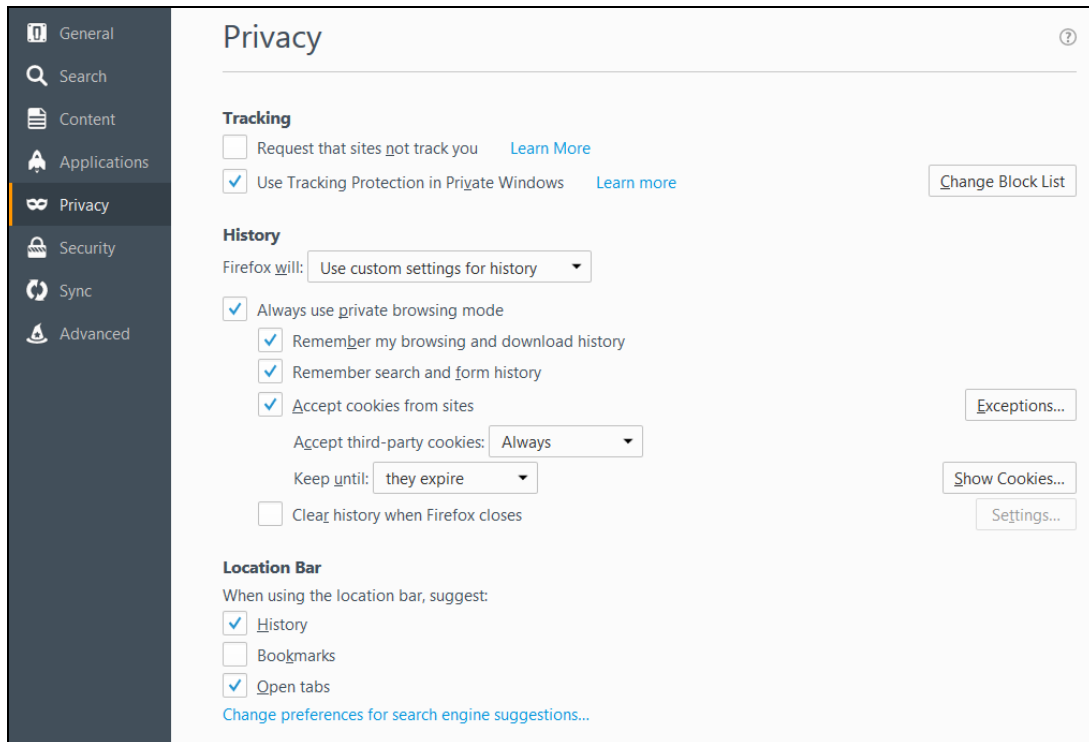 General
Search
Content
Applications
Privacy
Security
Sync
Advanced
Privacy
?
Tracking
Request that sites not track you Learn More
Use Tracking Protection in Private Windows Learn more Change Block List
History
Firefox will: Use custom settings for history
Always use private browsing mode
Remember my browsing and download history
Remember search and form history
Accept cookies from sites Exceptions...
Accept third-party cookies: Always
Keep until: they expire Show Cookies...
Clear history when Firefox closes Settings...
Location Bar
When using the location bar, suggest:
History
Bookmarks
Open tabs
Change preferences for search engine suggestions...